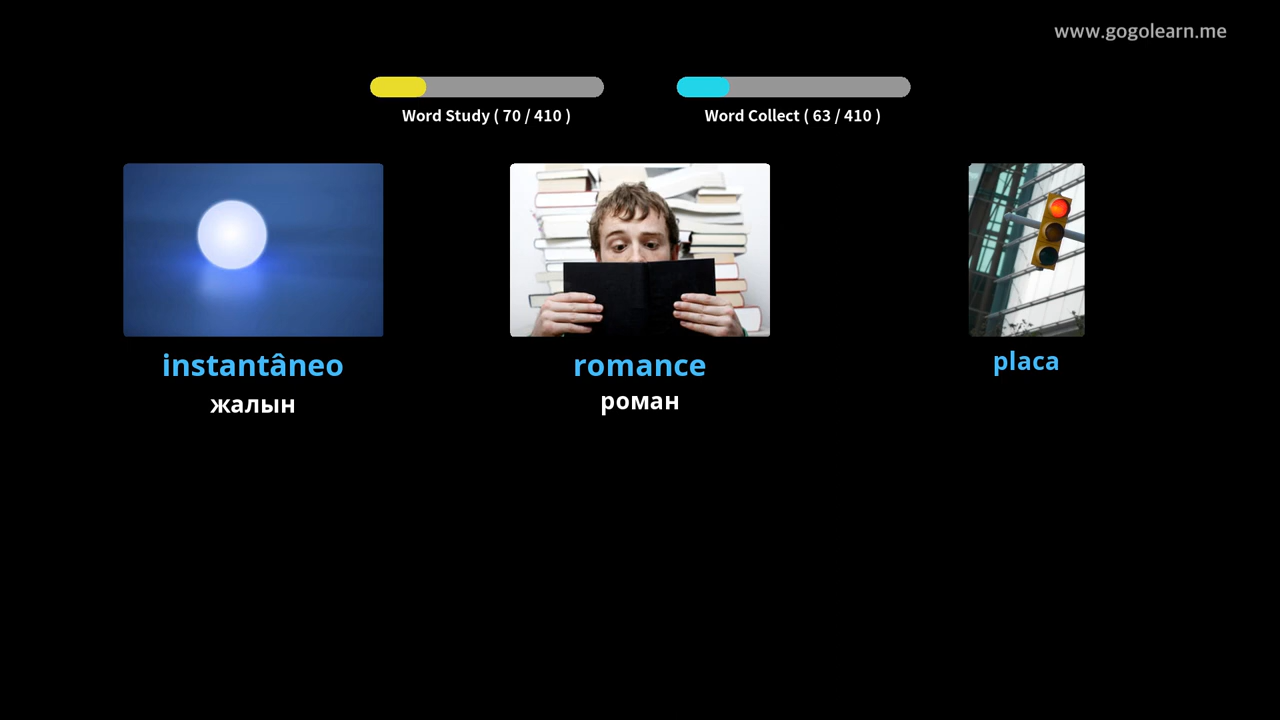 www.gogolearn.me
Word Study ( 70 / 410 )
Word Collect ( 63 / 410 )
instantâneo
жалын
romance
роман
placa